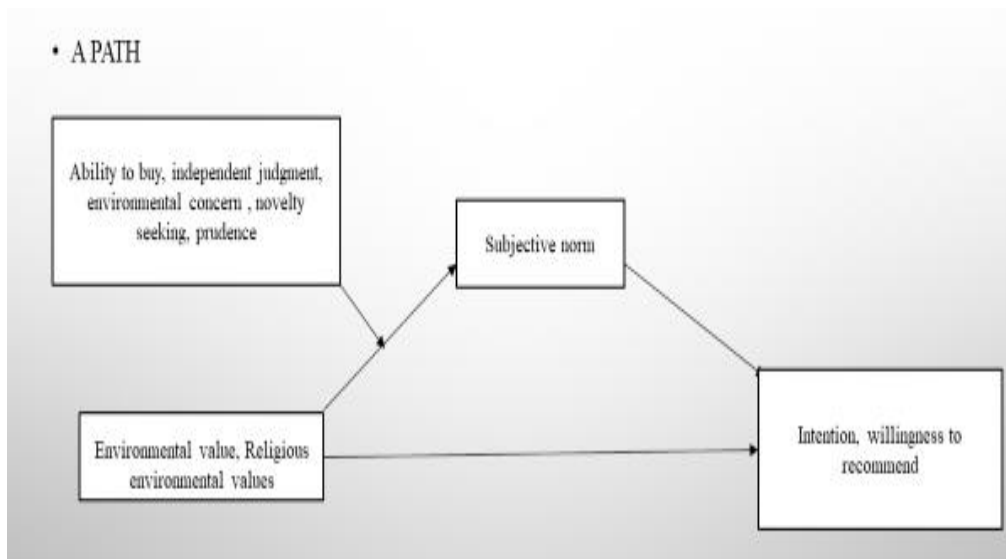 • A PATH
Ability to buy, independent judgment,
environmental concern , novelty
seeking, prudence
Subjective norm
Environmental value, Religious
environmental values
Intention, willingness to
recommend